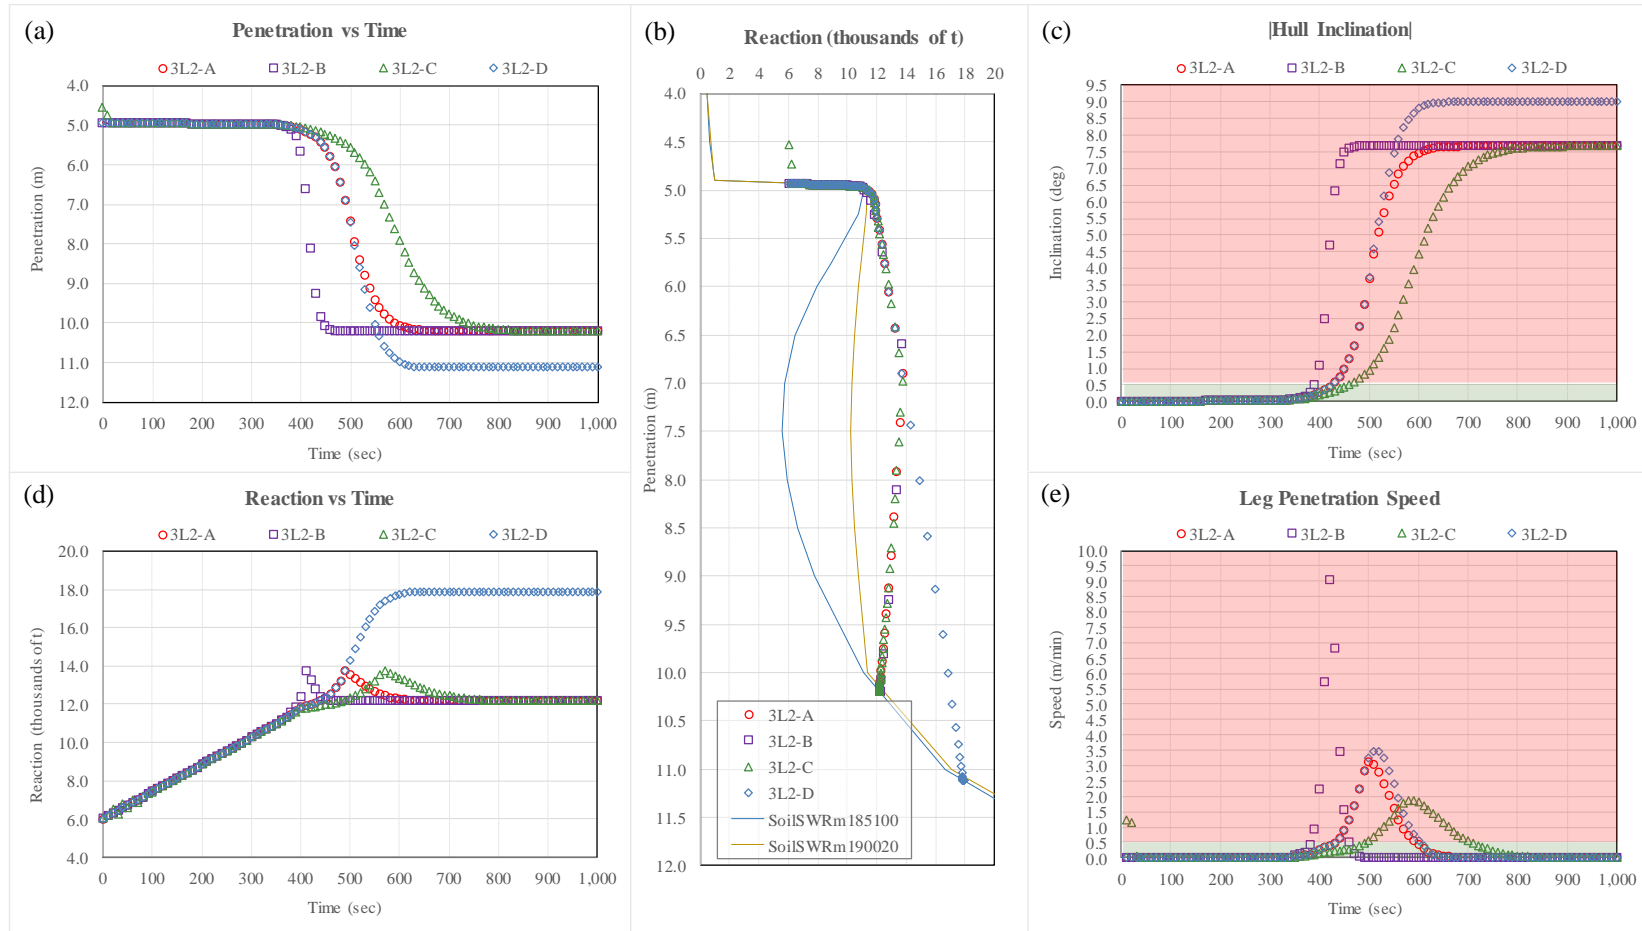 (a)
Penetration vs Time
3L2-A 3L2-B 3L2-C 3L2-D
4.0
5.0
6.0
7.0
8.0
9.0
10.0
11.0
12.0
Penetration (m)
0 100 200 300 400 500 600 700 800 900 1,000
Time (sec)
(d)
Reaction vs Time
3L2-A 3L2-B 3L2-C 3L2-D
20.0
18.0
16.0
14.0
12.0
10.0
8.0
6.0
4.0
Reaction (thousands of t)
0 100 200 300 400 500 600 700 800 900 1,000
Time (sec)
(b)
Reaction (thousands of t)
0 2 4 6 8 10 12 14 16 18 20
4.0
4.5
5.0
5.5
6.0
6.5
7.0
7.5
8.0
8.5
9.0
9.5
10.0
10.5
11.0
11.5
12.0
Penetration (m)
3L2-A
3L2-B
3L2-C
3L2-D
SoilSWRm185100
SoilSWRm190020
(c)
|Hull Inclination|
3L2-A 3L2-B 3L2-C 3L2-D
9.5
9.0
8.5
8.0
7.5
7.0
6.5
6.0
5.5
5.0
4.5
4.0
3.5
3.0
2.5
2.0
1.5
1.0
0.5
0.0
Inclination (deg)
0 100 200 300 400 500 600 700 800 900 1,000
Time (sec)
(e)
Leg Penetration Speed
3L2-A 3L2-B 3L2-C 3L2-D
10.0
9.5
9.0
8.5
8.0
7.5
7.0
6.5
6.0
5.5
5.0
4.5
4.0
3.5
3.0
2.5
2.0
1.5
1.0
0.5
0.0
Speed (m/min)
0 100 200 300 400 500 600 700 800 900 1,000
Time (sec)